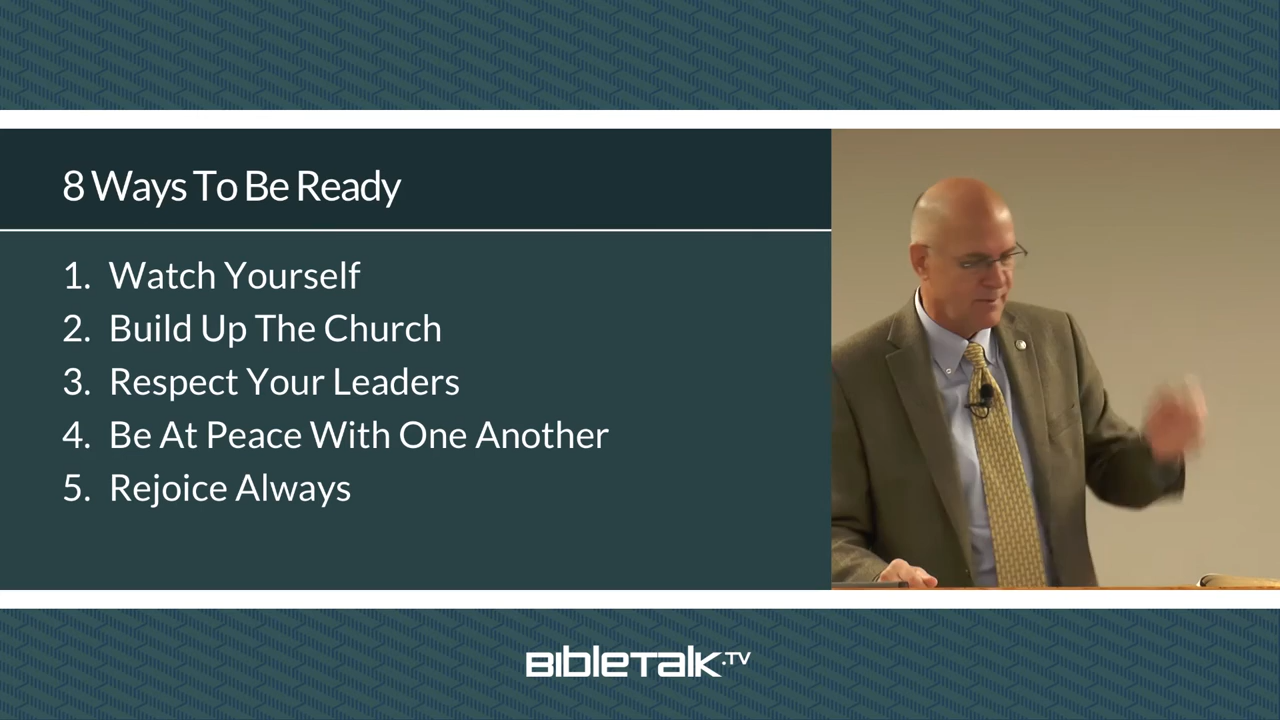 8 Ways To Be Ready
1. Watch Yourself
2. Build Up The Church
3. Respect Your Leaders
4. Be At Peace With One Another
5. Rejoice Always
BIBLETALK.TV